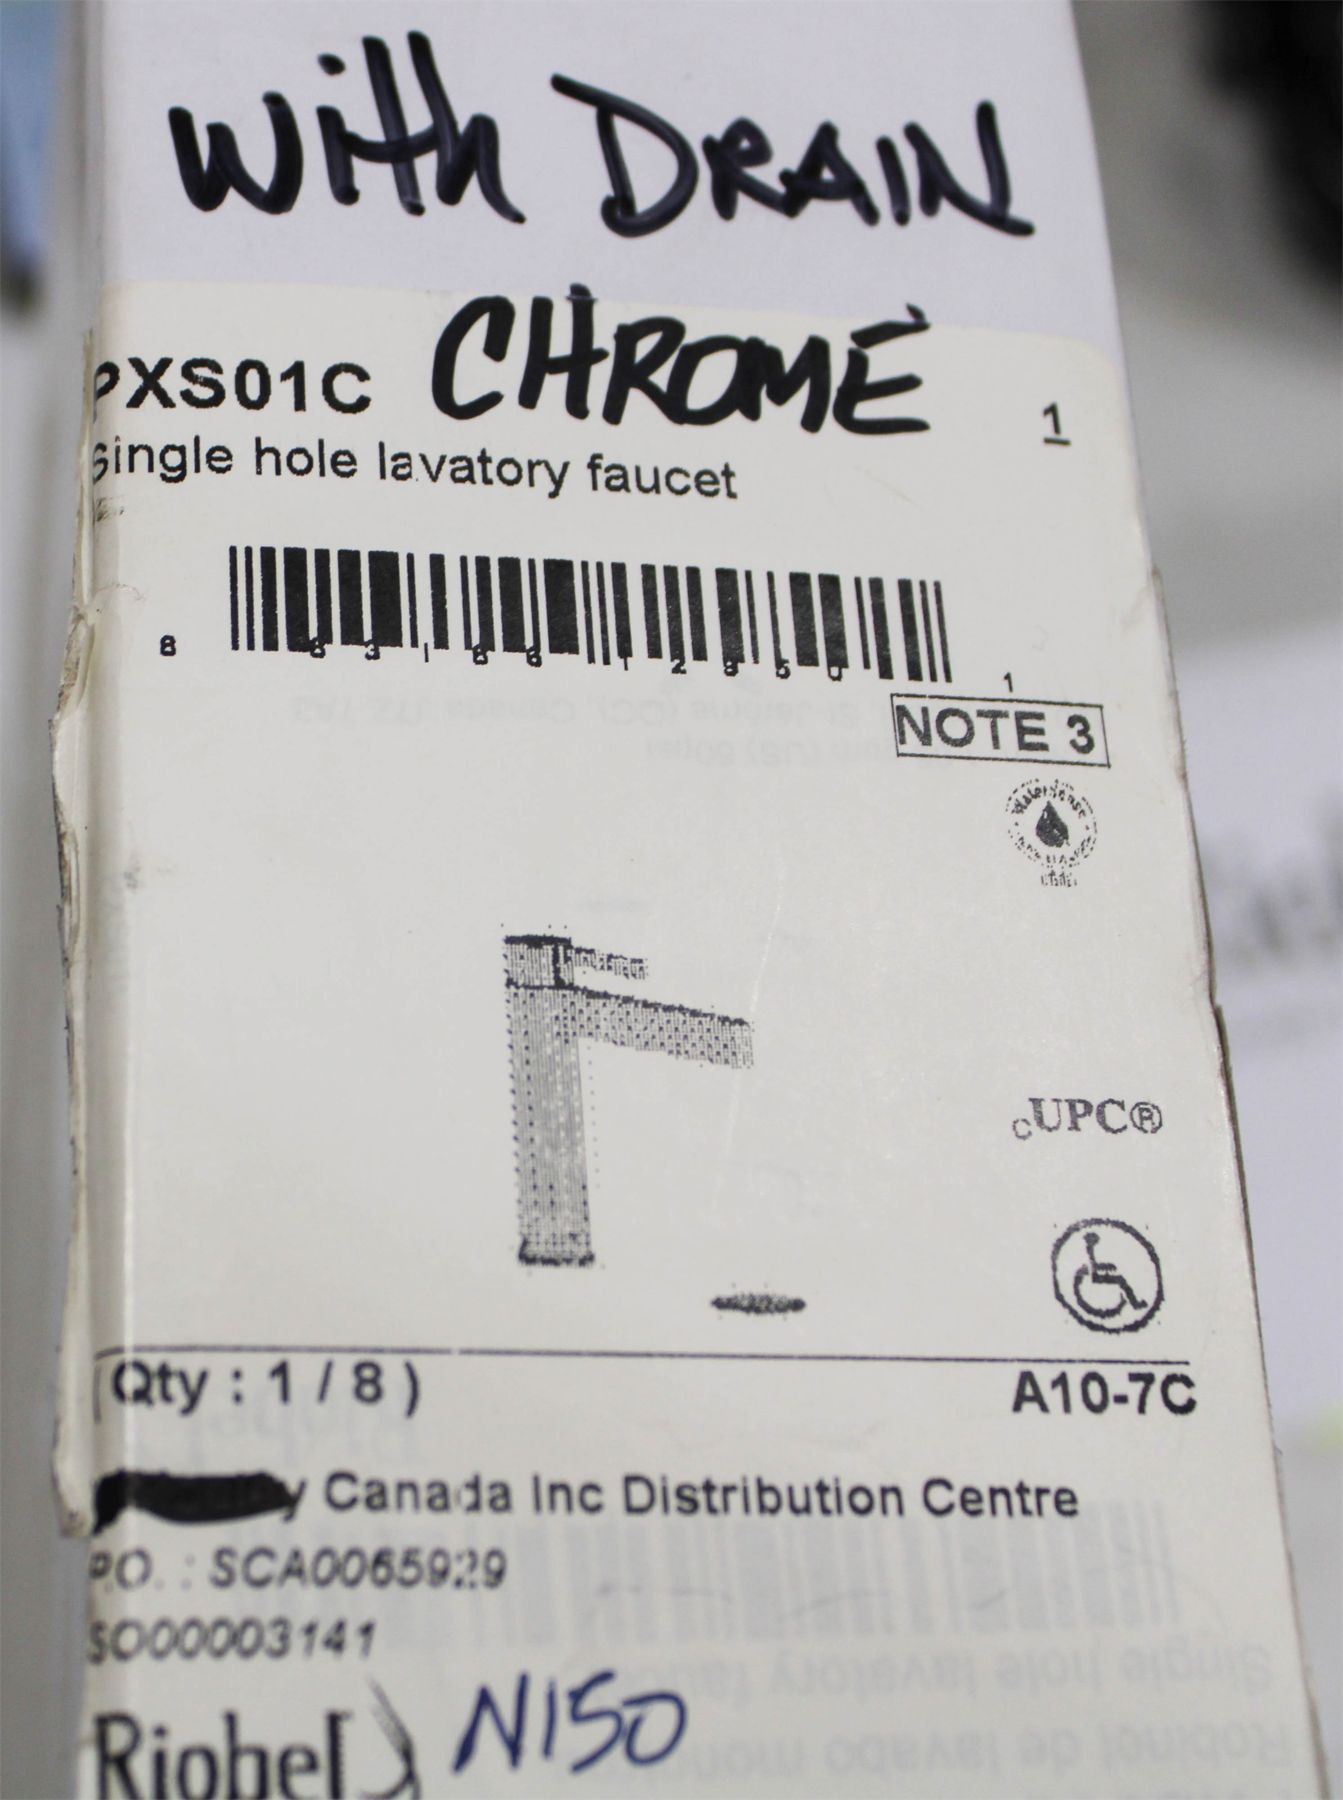 With DRAIN
CHROME
PXS01C
1
Single hole lavatory faucet
NOTE 3
cUPC®
(Qty : 1 / 8 )
A10-7C
Canada Inc Distribution Centre
P.O. : SCA0065929
SO00003141
Riobel
N150